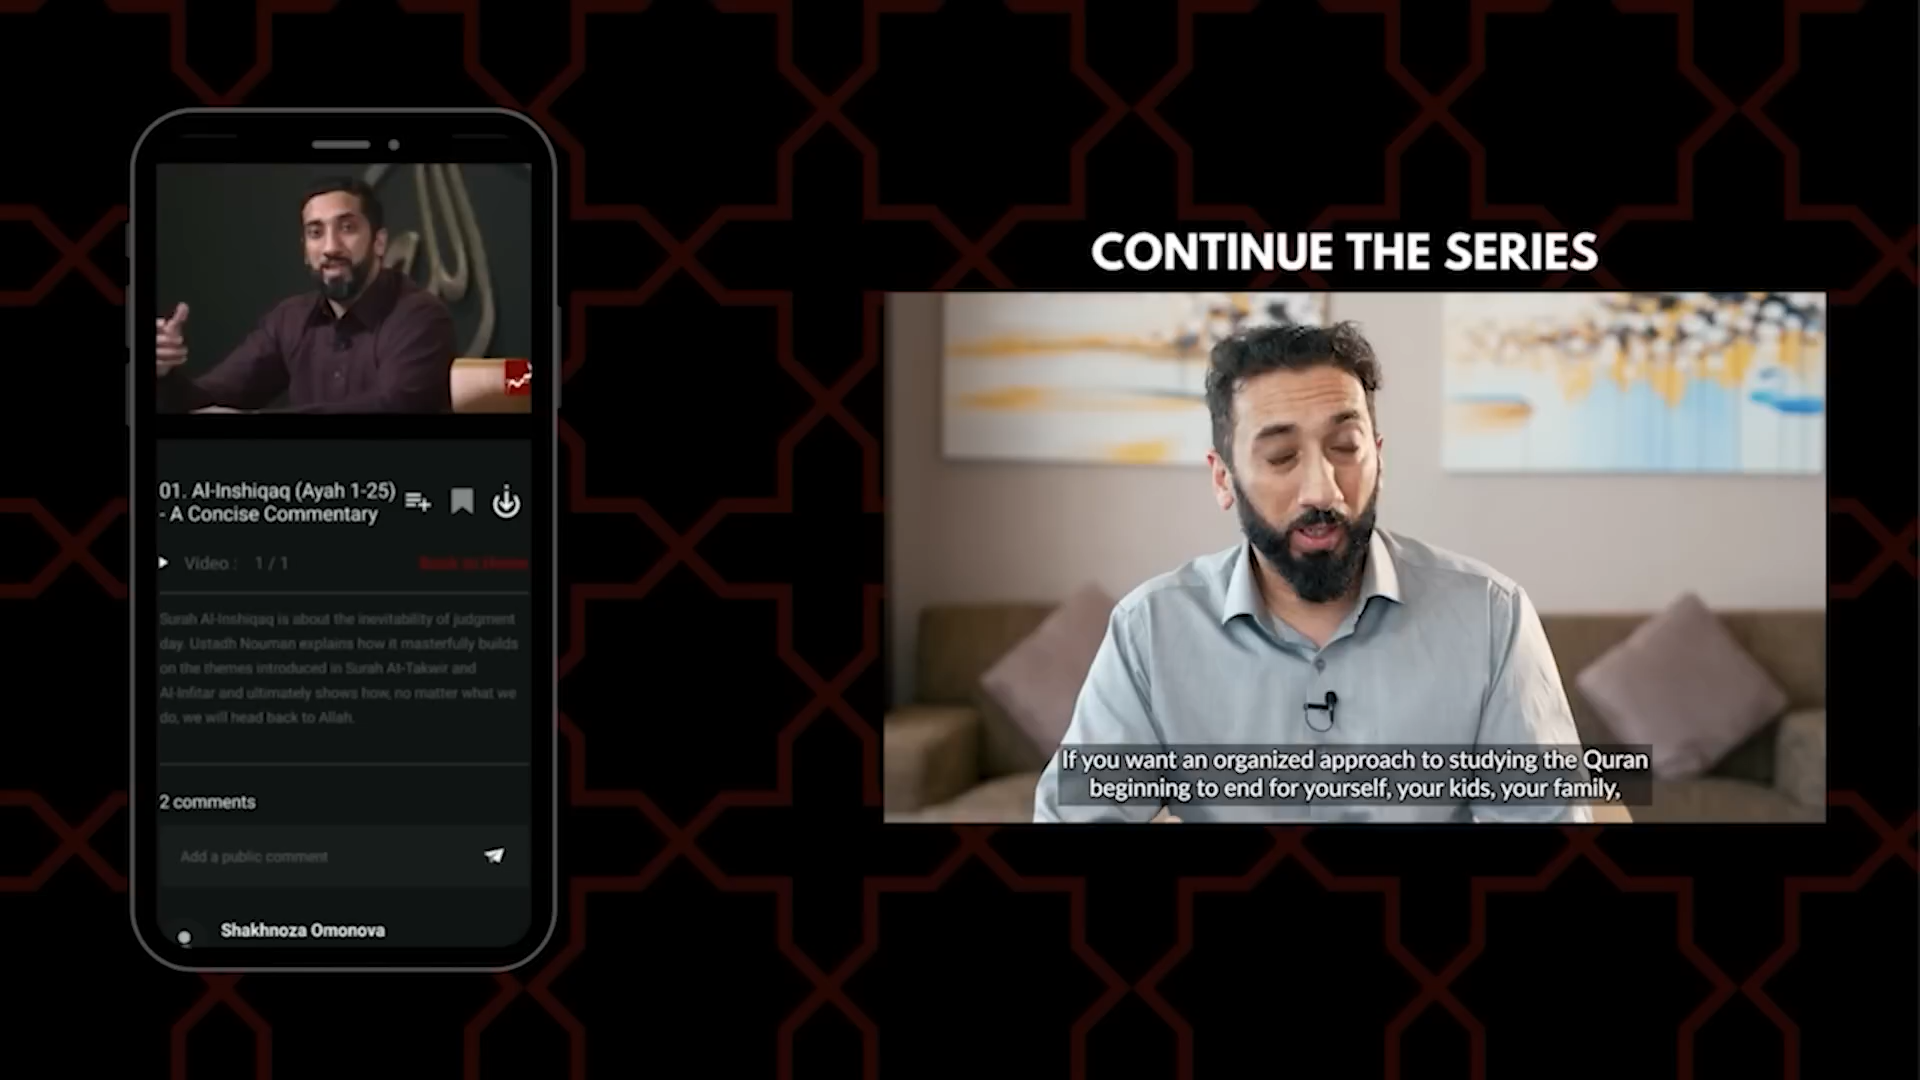 01. Al-Inshiqaq (Ayah 1-25)
- A Concise Commentary
Video : 1 / 1
Back to Home
Surah Al-Inshiqaq is about the inevitability of judgment
day. Ustadh Nouman explains how it masterfully builds
on the themes introduced in Surah At-Takwir and
Al-Infitar and ultimately shows how, no matter what we
do, we will head back to Allah.
2 comments
Add a public comment
Shakhnoza Omonova
CONTINUE THE SERIES
If you want an organized approach to studying the Quran
beginning to end for yourself, your kids, your family,